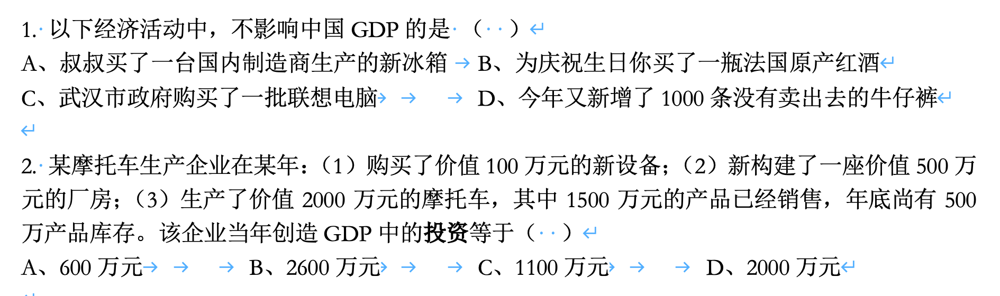 1. 以下经济活动中，不影响中国 GDP 的是 （  ）
A、叔叔买了一台国内制造商生产的新冰箱 B、为庆祝生日你买了一瓶法国原产红酒
C、武汉市政府购买了一批联想电脑 D、今年又新增了 1000 条没有卖出去的牛仔裤
2. 某摩托车生产企业在某年：（1）购买了价值 100 万元的新设备；（2）新构建了一座价值 500 万
元的厂房；（3）生产了价值 2000 万元的摩托车，其中 1500 万元的产品已经销售，年底尚有 500
万产品库存。该企业当年创造 GDP 中的投资等于（  ）
A、600 万元 B、2600 万元 C、1100 万元 D、2000 万元